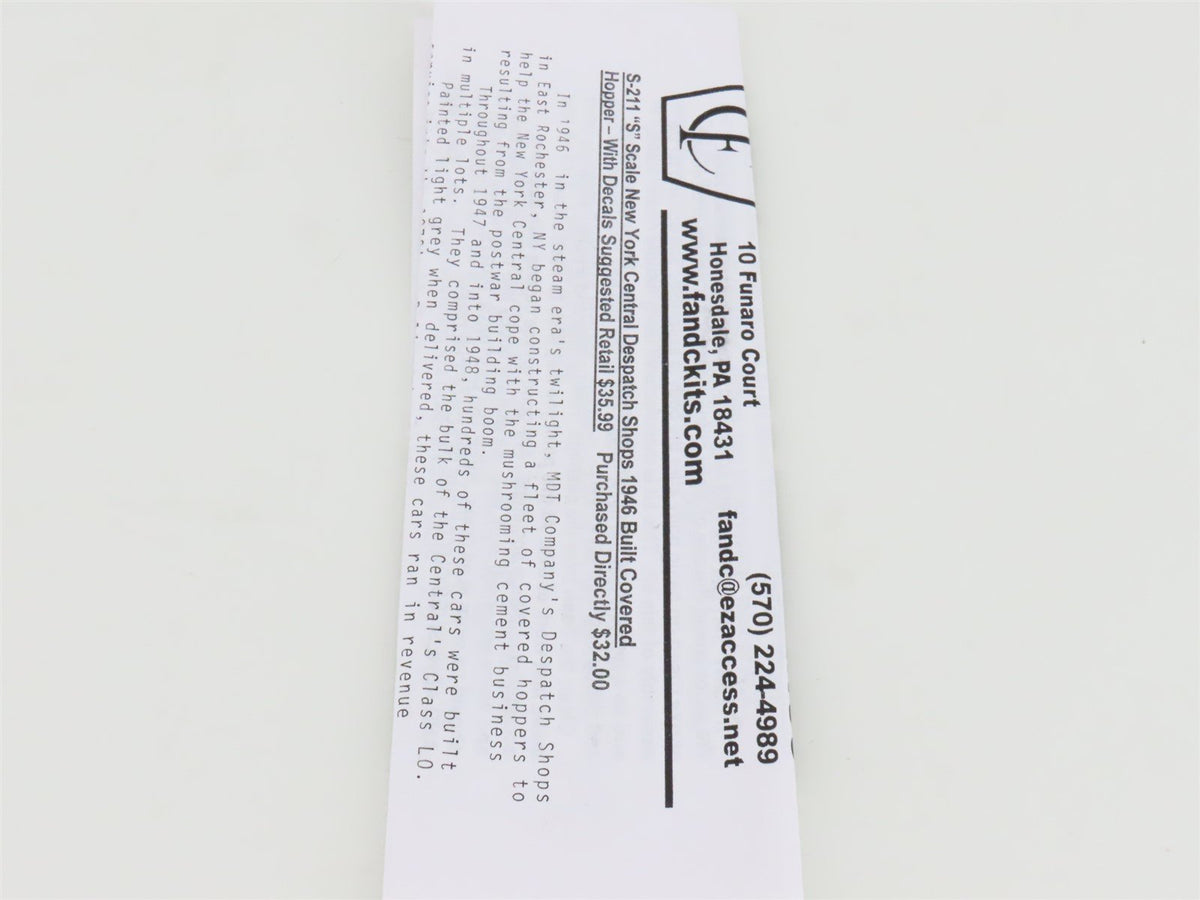 FC
10 Funaro Court (570) 224-4989
Honesdale, PA 18431 fandc@ezaccess.net
www.fandckits.com
S-211 “S” Scale New York Central Despatch Shops 1946 Built Covered
Hopper – With Decals Suggested Retail $35.99 Purchased Directly $32.00
In 1946 in the steam era's twilight, MDT Company's Despatch Shops
in East Rochester, NY began constructing a fleet of covered hoppers to
help the New York Central cope with the mushrooming cement business
resulting from the postwar building boom.
Throughout 1947 and into 1948, hundreds of these cars were built
in multiple lots. They comprised the bulk of the Central's Class LO.
Painted light grey when delivered, these cars ran in revenue